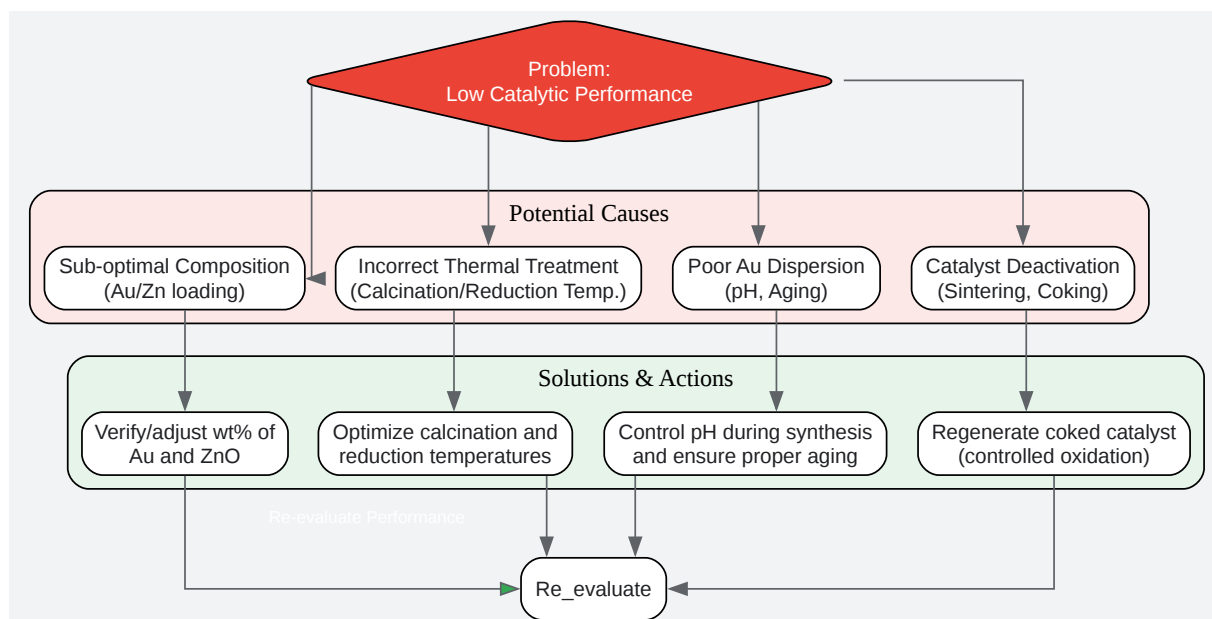 Problem:
Low Catalytic Performance
Potential Causes
Sub-optimal Composition
(Au/Zn loading)
Incorrect Thermal Treatment
(Calcination/Reduction Temp.)
Poor Au Dispersion
(pH, Aging)
Catalyst Deactivation
(Sintering, Coking)
Solutions & Actions
Verify/adjust wt% of
Au and ZnO
Optimize calcination and
reduction temperatures
Control pH during synthesis
and ensure proper aging
Regenerate coked catalyst
(controlled oxidation)
Re-evaluate Performance
Re_evaluate